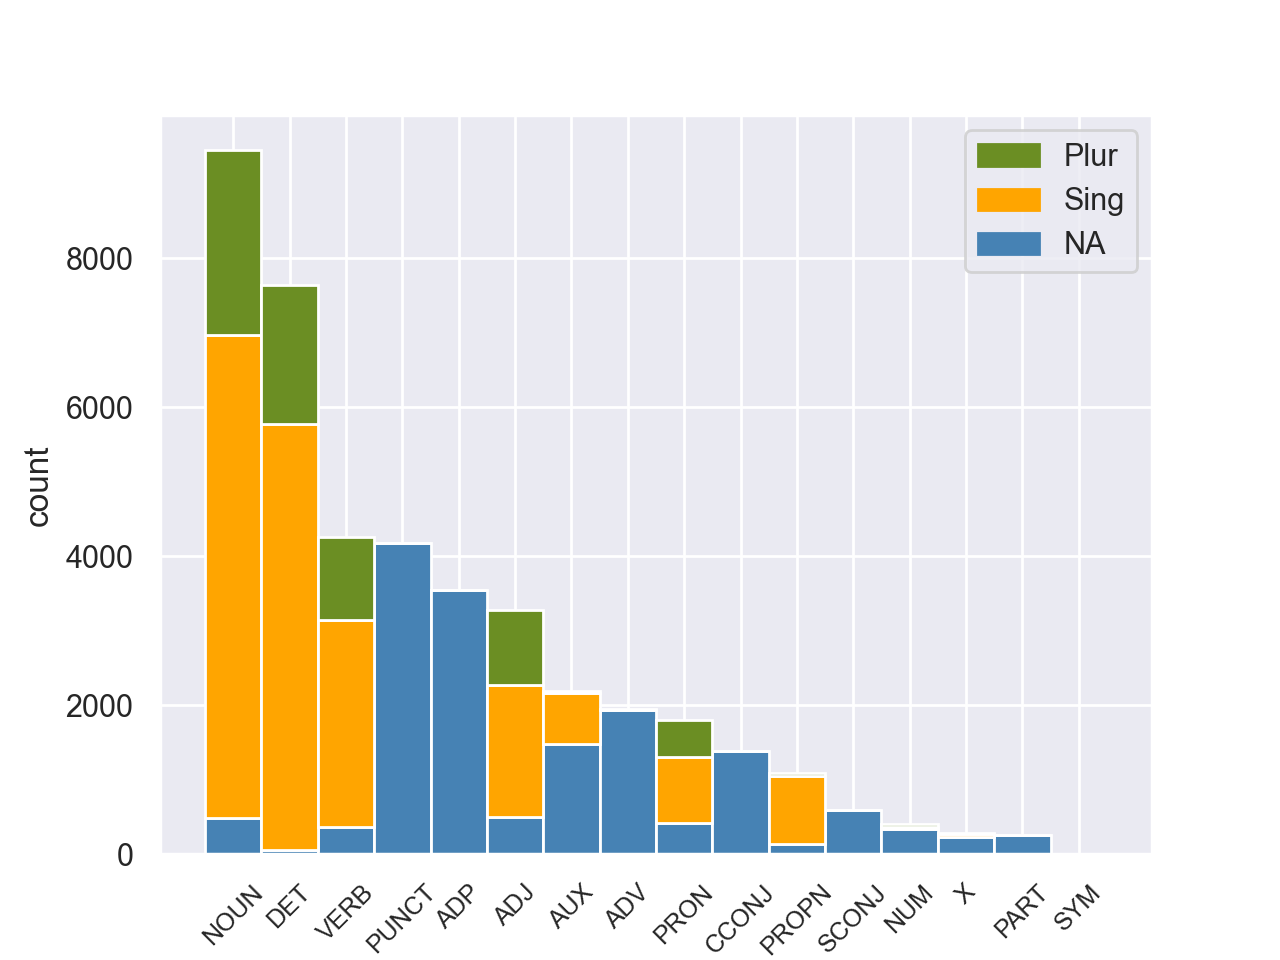 Plur
Sing
NA
8000
6000
4000
2000
0
count
NOUN
DET
VERB
PUNCT
ADP
ADJ
AUX
ADV
PRON
CCONJ
PROPN
SCONJ
NUM
X
PART
SYM